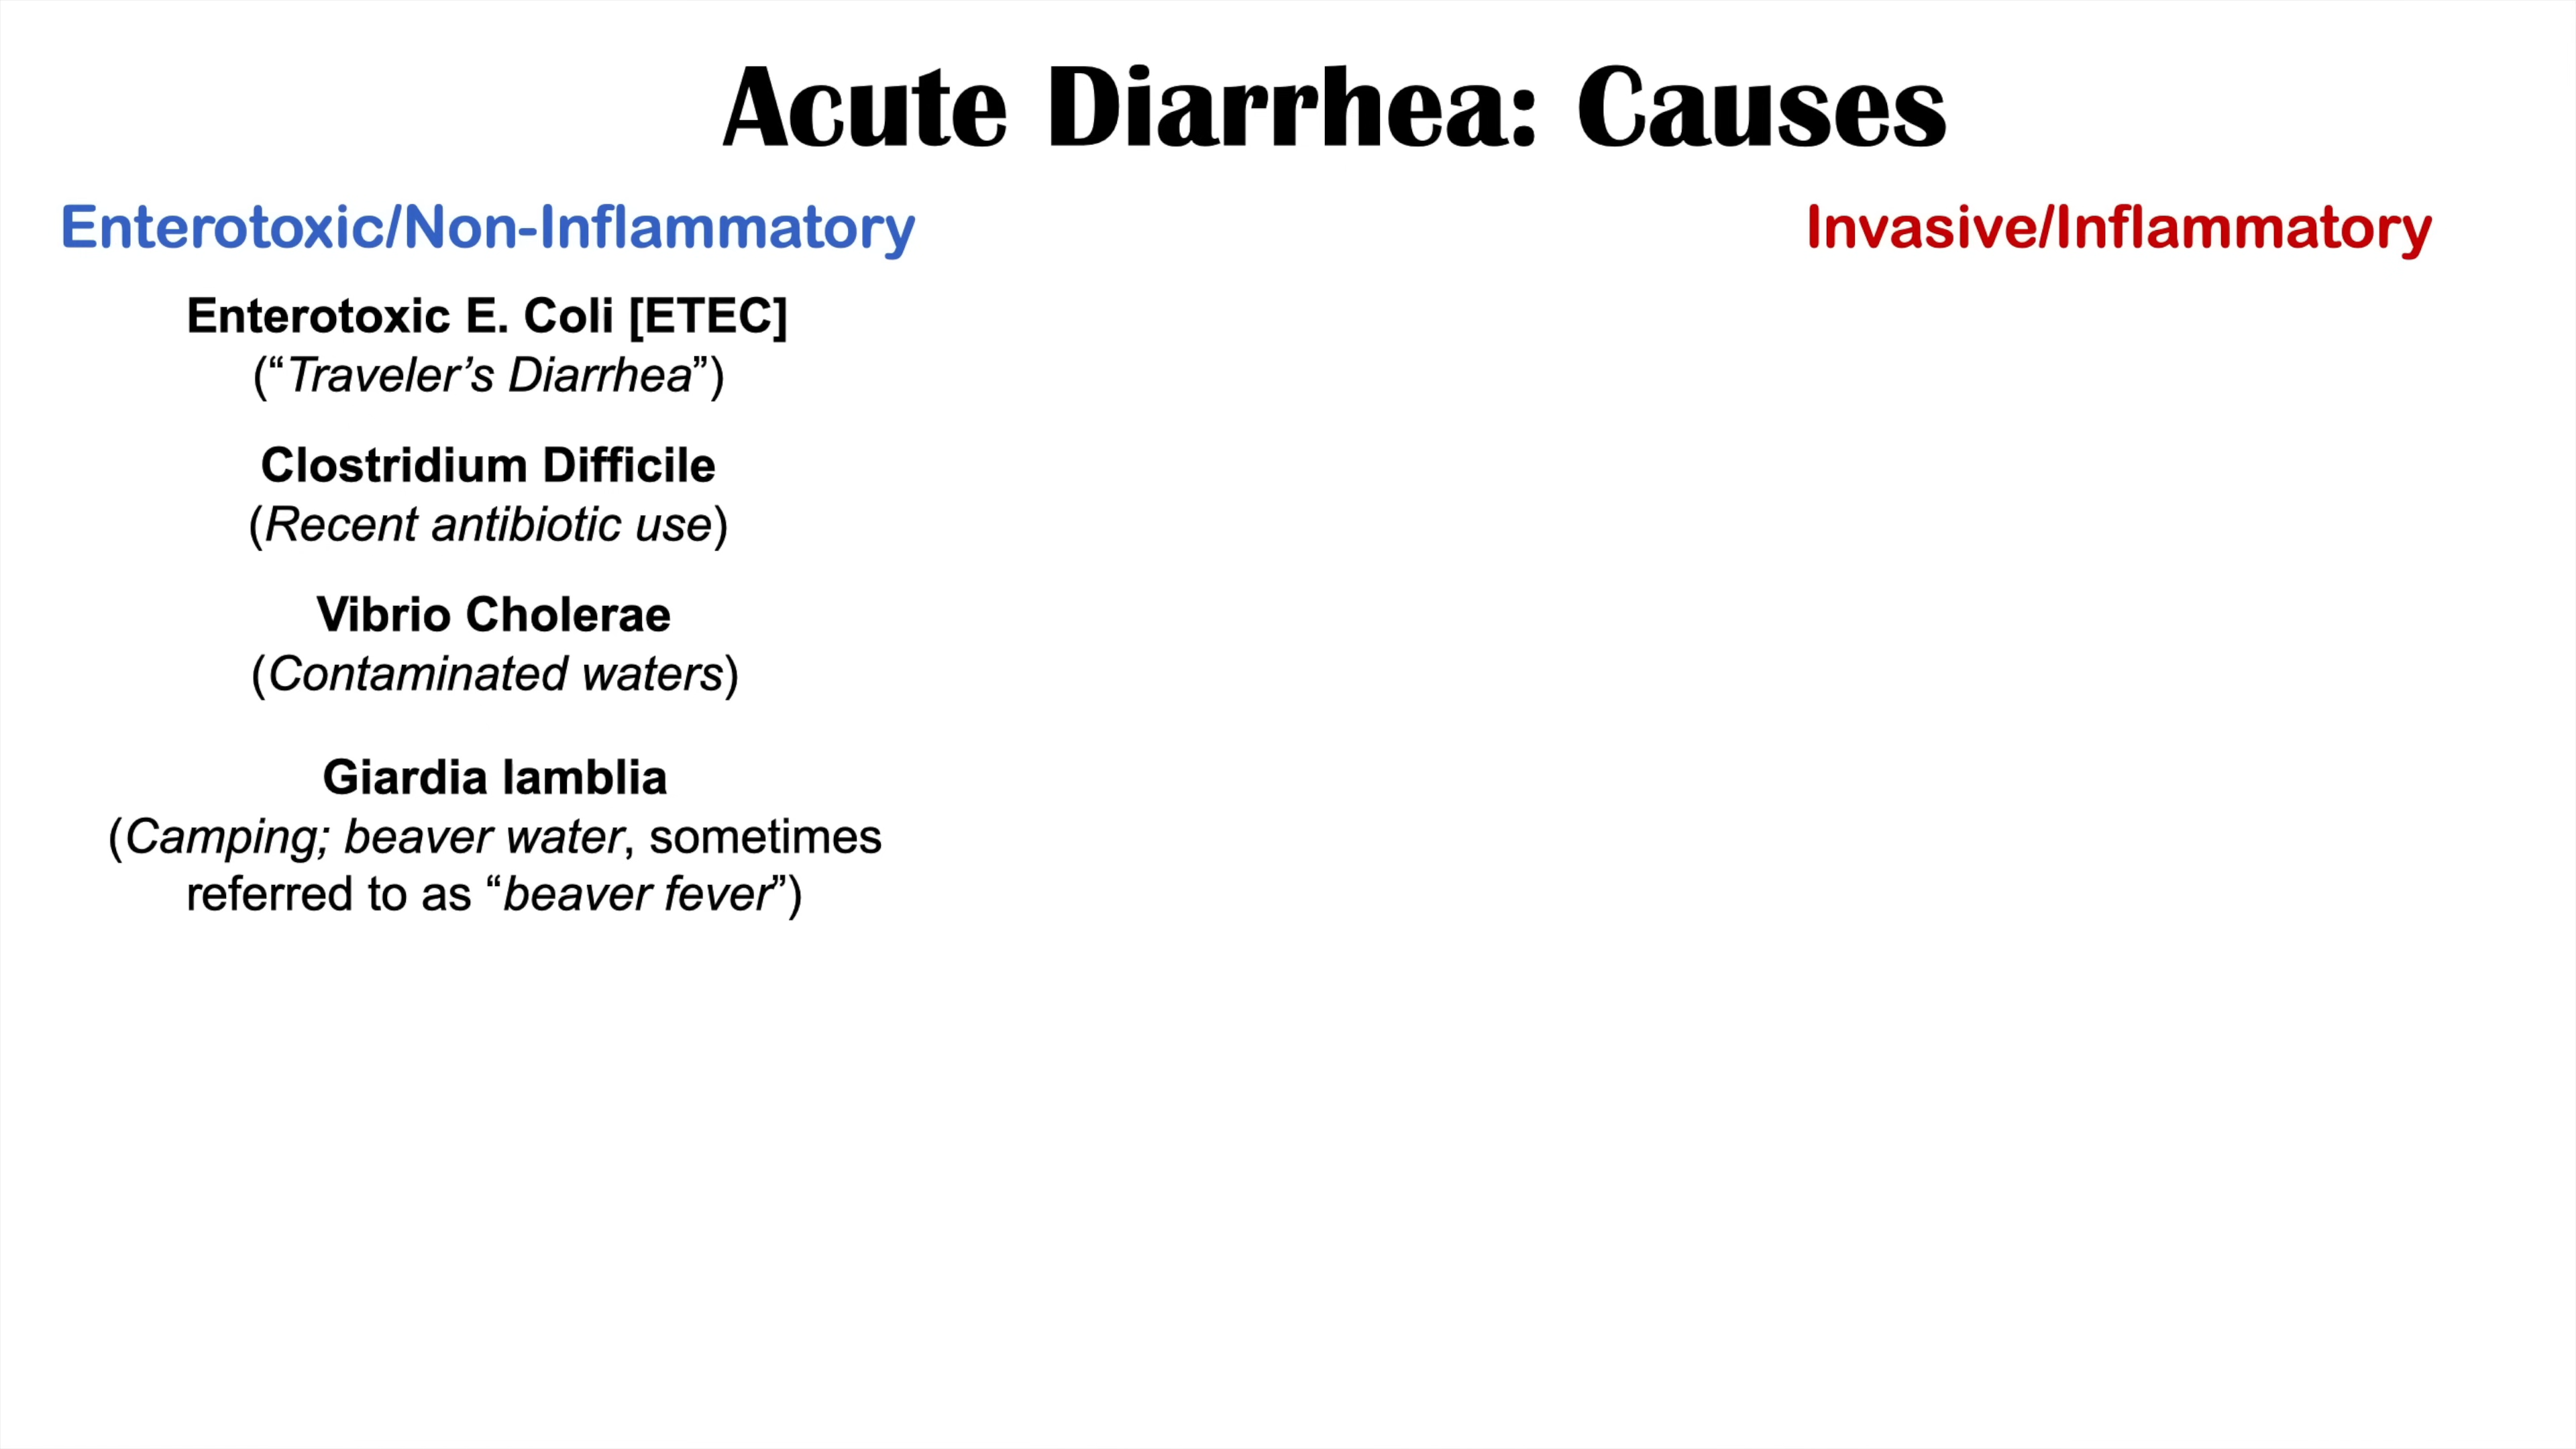 Acute Diarrhea: Causes
Enterotoxic/Non-Inflammatory
Invasive/Inflammatory
Enterotoxic E. Coli [ETEC]
(“Traveler’s Diarrhea”)
Clostridium Difficile
(Recent antibiotic use)
Vibrio Cholerae
(Contaminated waters)
Giardia lamblia
(Camping; beaver water, sometimes
referred to as “beaver fever”)